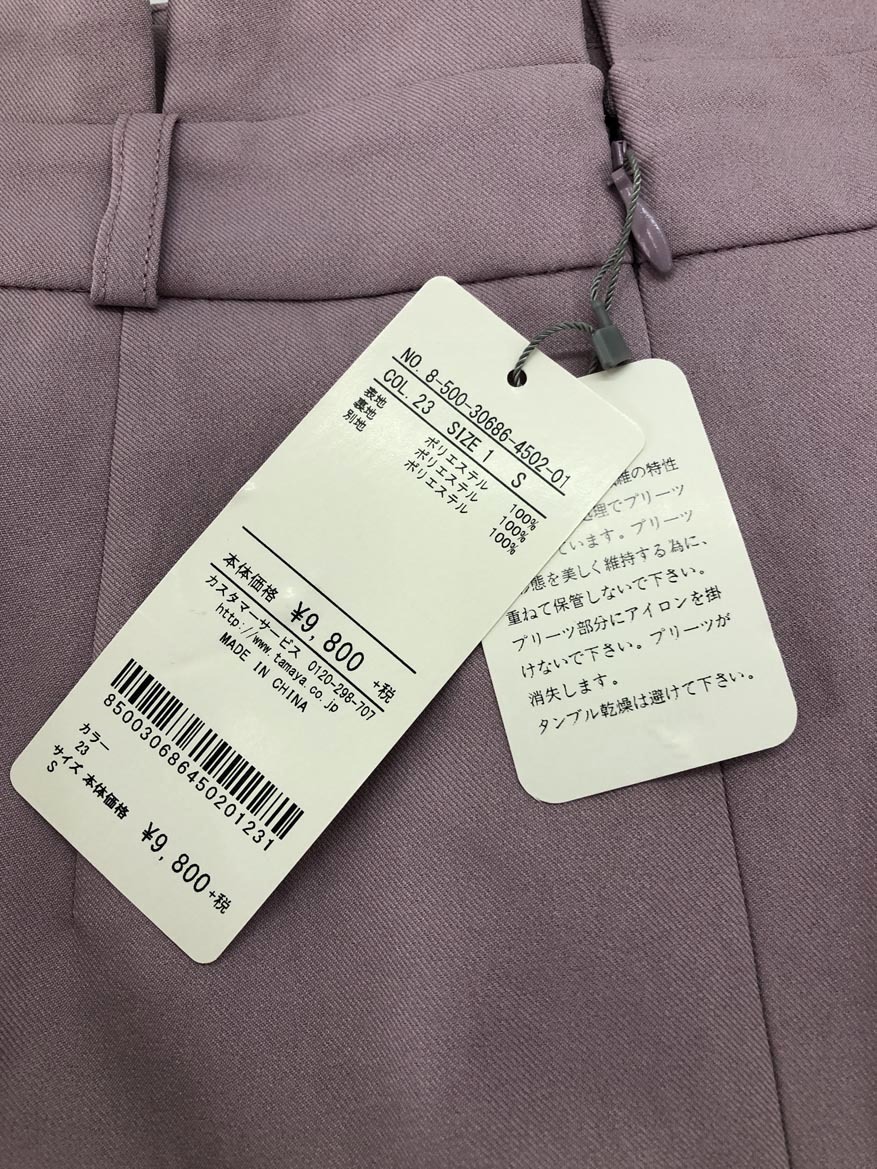 NO. 8-500-30686-4502-01
COL. 23 SIZE 1 S
表地 ポリエステル 100%
裏地 ポリエステル 100%
別地 ポリエステル 100%
本体価格 ¥9,800 +税
カスタマーサービス 0120-298-707
http://www.tamaya.co.jp
MADE IN CHINA
850030686450201231
カラー
23
サイズ 本体価格
S
¥9,800+税
の特性
でプリーツ
ています。プリーツ
態を美しく維持する為に、
重ねて保管しないで下さい。
プリーツ部分にアイロンを掛
けないで下さい。プリーツが
消失します。
タンブル乾燥は避けて下さい。